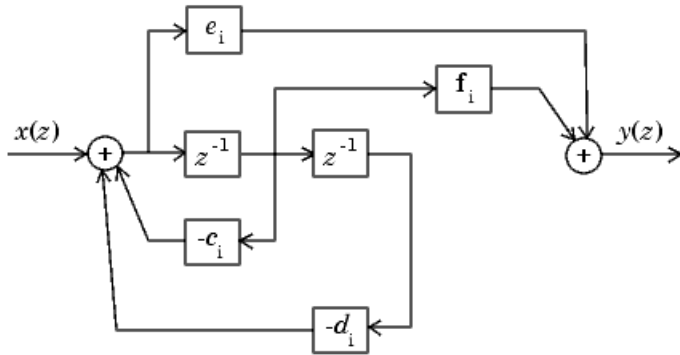 e_i
f_i
x(z)
y(z)
+
z^-1
z^-1
+
-c_i
-d_i